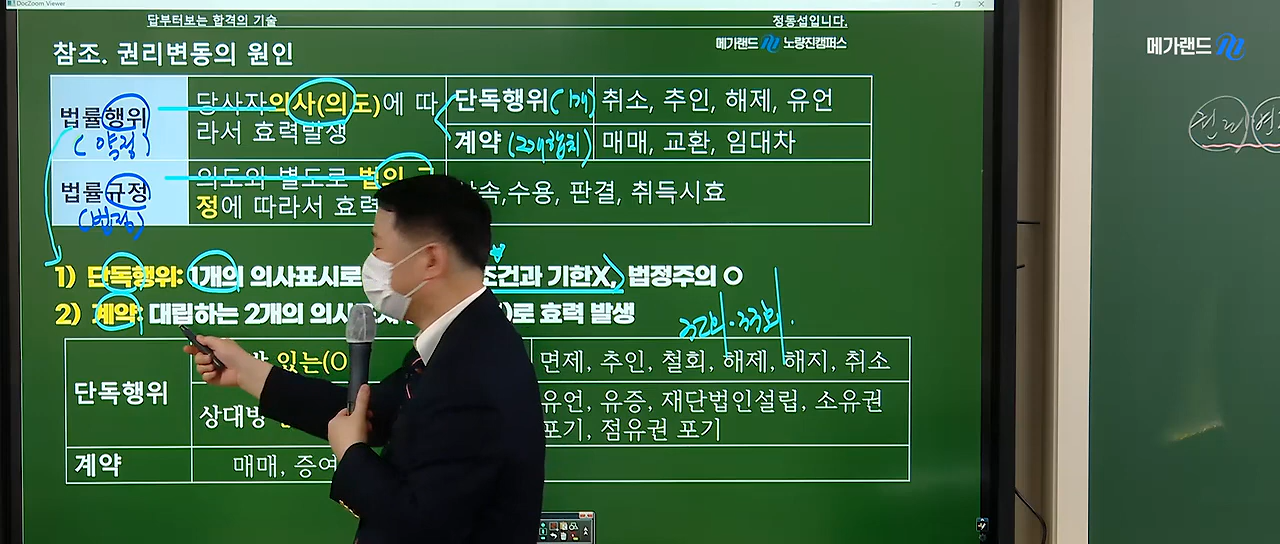 DocZoom Viewer
답부터보는 합격의 기술
정동섭입니다.
참조. 권리변동의 원인
메가랜드 노량진캠퍼스
메가랜드
법률행위
(약정)
당사자의사(의도)에 따
라서 효력발생
단독행위(1개)
취소, 추인, 해제, 유언
계약
매매, 교환, 임대차
법률규정
(법정)
의도와 별도로 법의
정에 따라서 효력
속,수용, 판결, 취득시효
1) 단독행위: 1개의 의사표시로 조건과 기한X, 법정주의 O
2) 계약: 대립하는 2개의 의사 로 효력 발생
단독행위
있는(O
면제, 추인, 철회, 해제, 해지, 취소
상대방
유언, 유증, 재단법인설립, 소유권
포기, 점유권 포기
계약
매매, 증여
32회·33회
권리